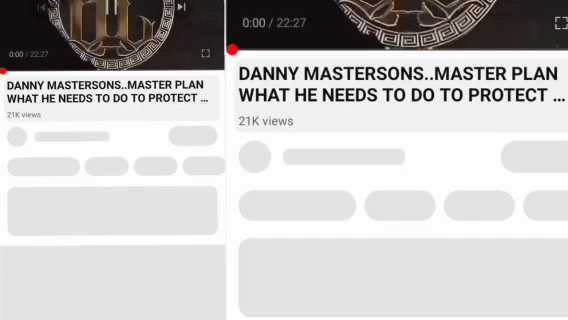 0:00 / 22:27
DANNY MASTERSONS..MASTER PLAN
WHAT HE NEEDS TO DO TO PROTECT ...
21K views
0:00 / 22:27
DANNY MASTERSONS..MASTER PLAN
WHAT HE NEEDS TO DO TO PROTECT ...
21K views